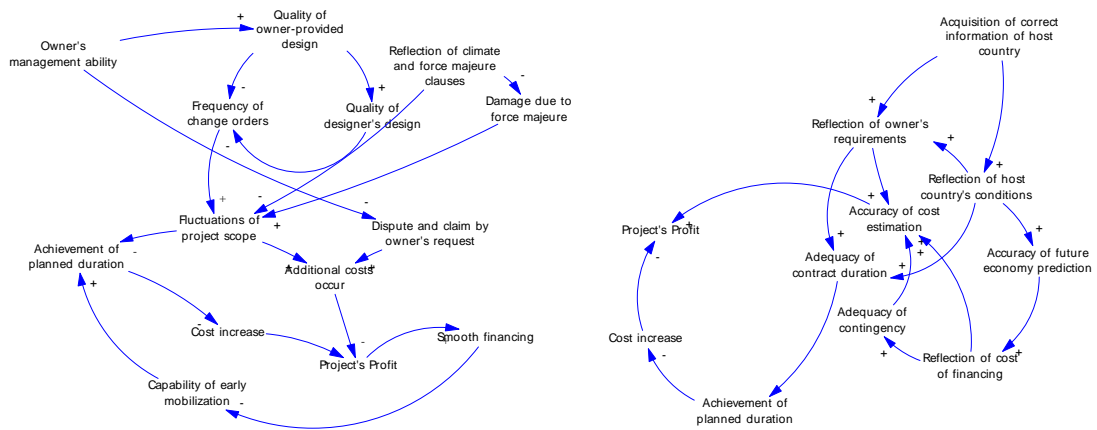 Quality of
owner-provided
design
Owner's
management ability
Reflection of climate
and force majeure
clauses
Damage due to
force majeure
Frequency of
change orders
Quality of
designer's design
Fluctuations of
project scope
Dispute and claim by
owner's request
Achievement of
planned duration
Additional costs
occur
Cost increase
Project's Profit
Smooth financing
Capability of early
mobilization
Acquisition of correct
information of host
country
Reflection of owner's
requirements
Reflection of host
country's conditions
Accuracy of cost
estimation
Project's Profit
Adequacy of
contract duration
Accuracy of future
economy prediction
Adequacy of
contingency
Cost increase
Reflection of cost
of financing
Achievement of
planned duration